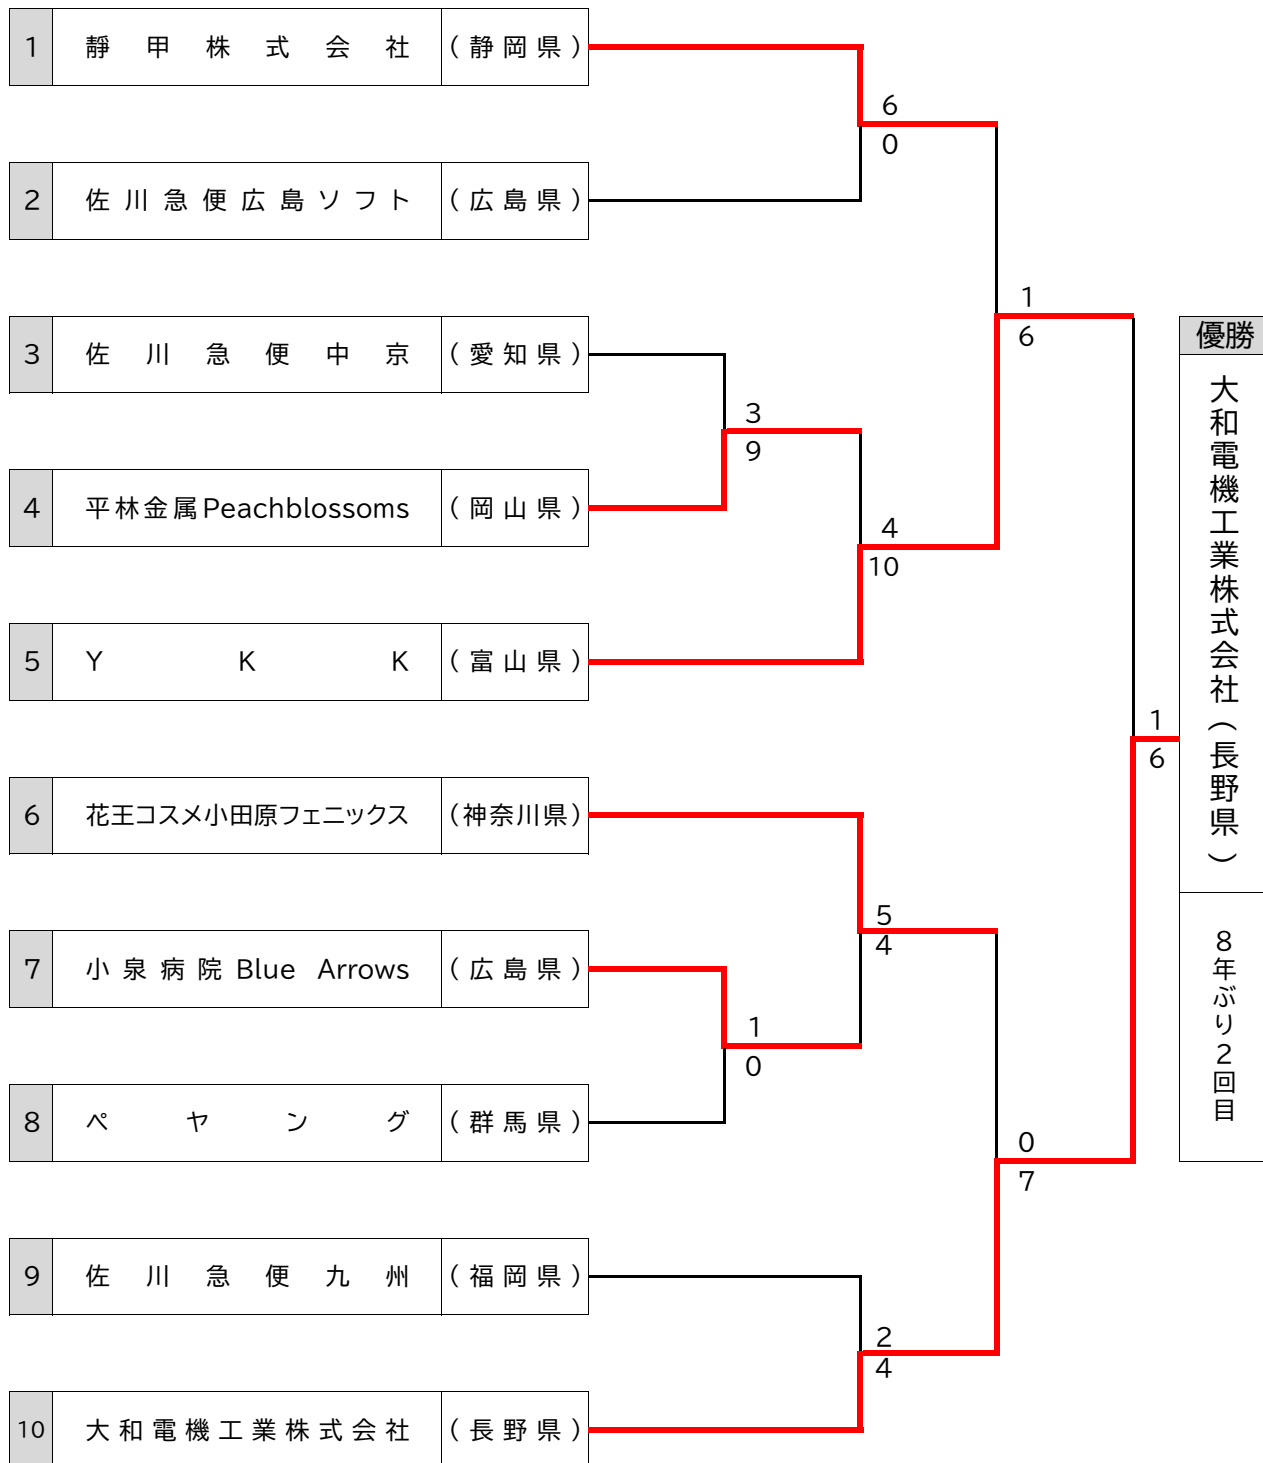 1 靜甲株式会社 (静岡県)
6
0
2 佐川急便広島ソフト (広島県)
1
6
3 佐川急便中京 (愛知県)
3
9
4 平林金属Peachblossoms (岡山県)
4
10
5 YKK (富山県)
1
6
6 花王コスメ小田原フェニックス (神奈川県)
5
4
7 小泉病院 Blue Arrows (広島県)
1
0
8 ペヤング (群馬県)
0
7
9 佐川急便九州 (福岡県)
2
4
10 大和電機工業株式会社 (長野県)
優勝
大和電機工業株式会社(長野県)
8年ぶり2回目